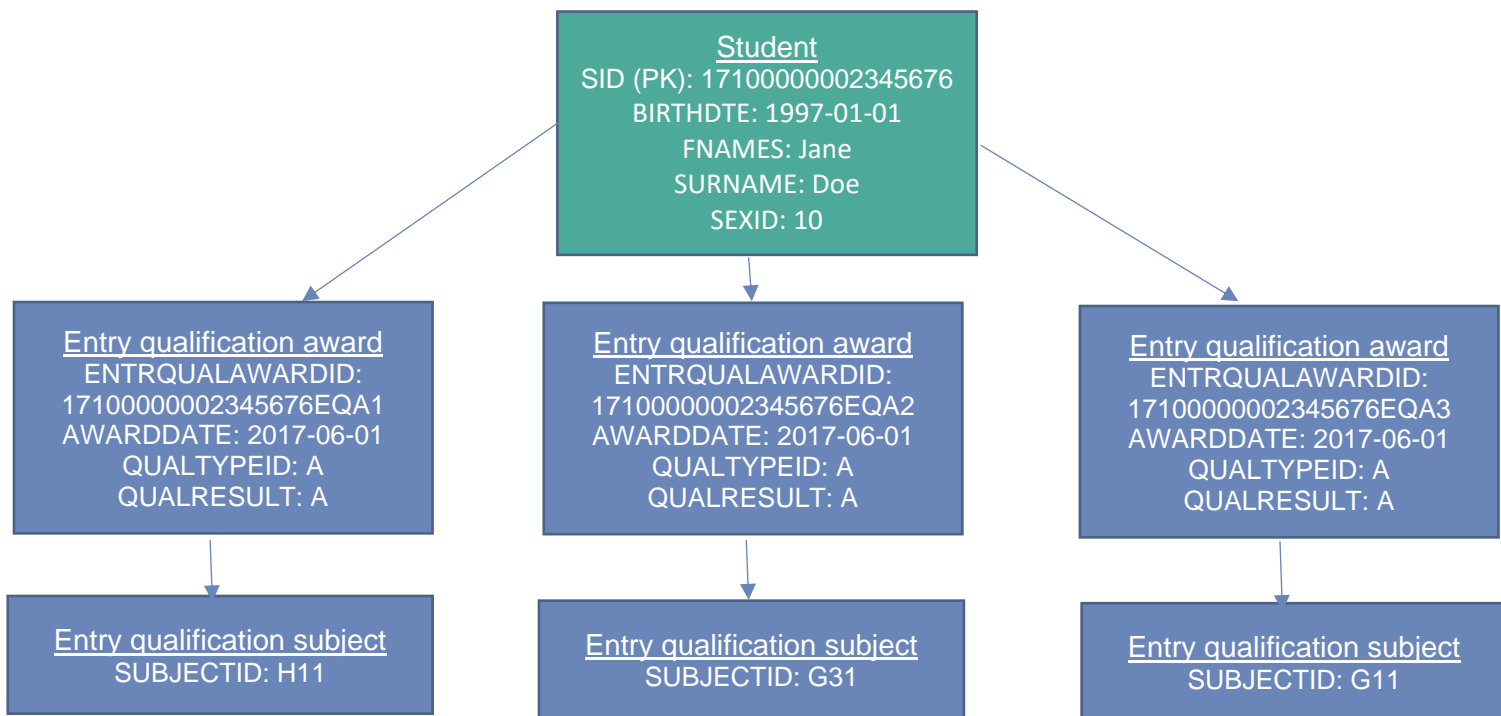 Student
SID (PK): 17100000002345676
BIRTHDTE: 1997-01-01
FNAMES: Jane
SURNAME: Doe
SEXID: 10
Entry qualification award
ENTRQUALAWARDID:
17100000002345676EQA1
AWARDDATE: 2017-06-01
QUALTYPEID: A
QUALRESULT: A
Entry qualification award
ENTRQUALAWARDID:
17100000002345676EQA2
AWARDDATE: 2017-06-01
QUALTYPEID: A
QUALRESULT: A
Entry qualification award
ENTRQUALAWARDID:
17100000002345676EQA3
AWARDDATE: 2017-06-01
QUALTYPEID: A
QUALRESULT: A
Entry qualification subject
SUBJECTID: H11
Entry qualification subject
SUBJECTID: G31
Entry qualification subject
SUBJECTID: G11